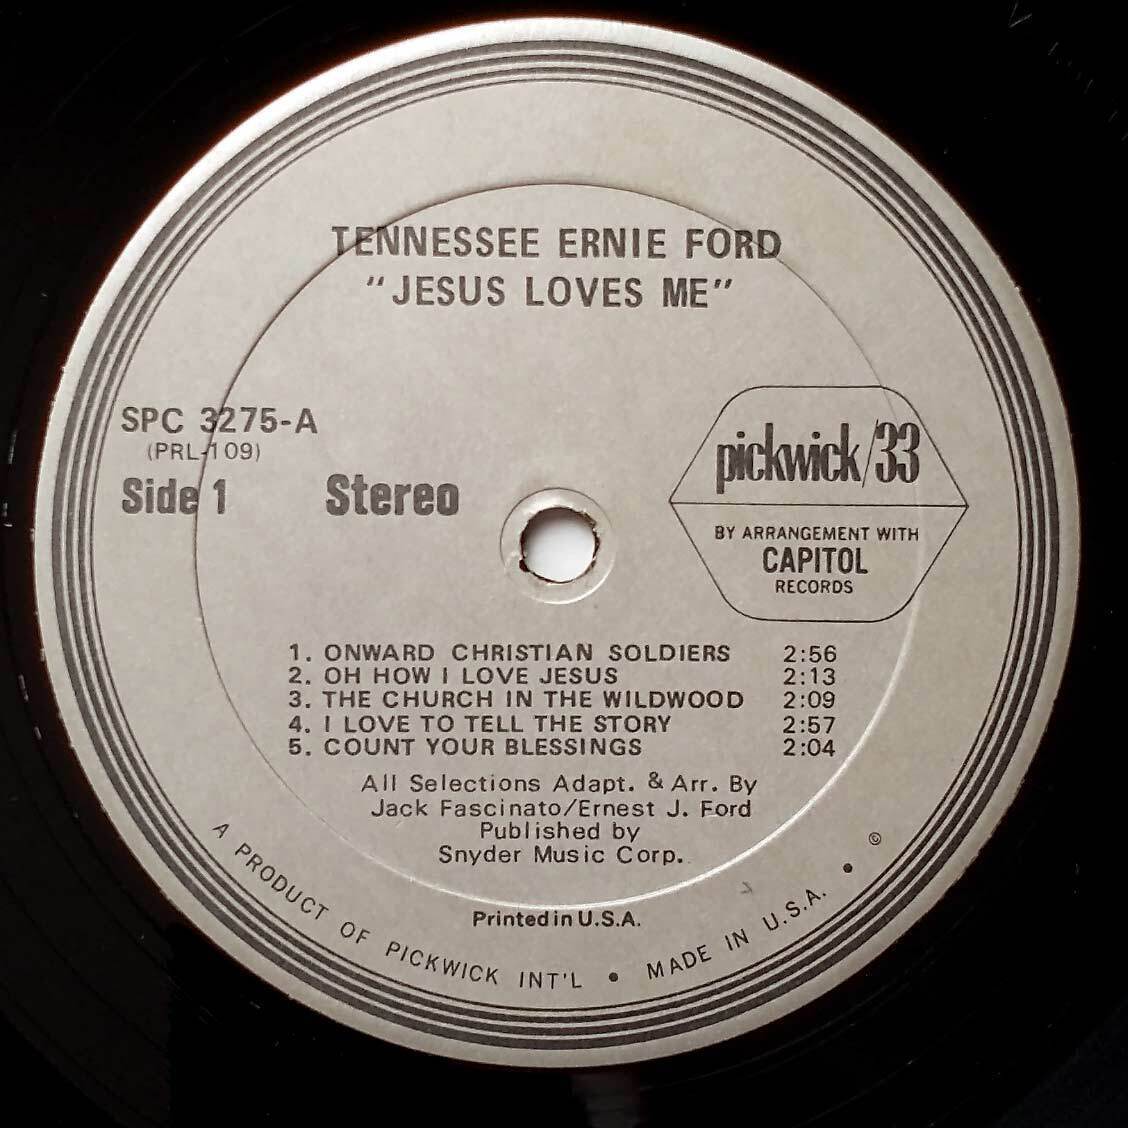 TENNESSEE ERNIE FORD
"JESUS LOVES ME"
SPC 3275-A
(PRL-109)
Side 1 Stereo
pickwick/33
BY ARRANGEMENT WITH
CAPITOL
RECORDS
1. ONWARD CHRISTIAN SOLDIERS 2:56
2. OH HOW I LOVE JESUS 2:13
3. THE CHURCH IN THE WILDWOOD 2:09
4. I LOVE TO TELL THE STORY 2:57
5. COUNT YOUR BLESSINGS 2:04
All Selections Adapt. & Arr. By
Jack Fascinato/Ernest J. Ford
Published by
Snyder Music Corp.
Printed in U.S.A.
A PRODUCT OF PICKWICK INT'L • MADE IN U.S.A. • ©